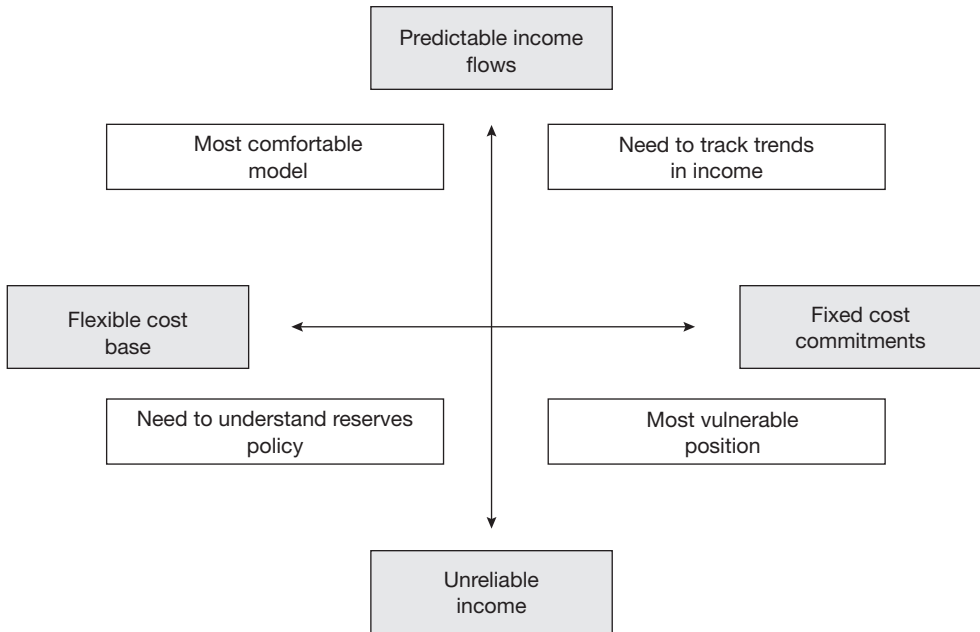 Predictable income
flows
Most comfortable
model
Need to track trends
in income
Flexible cost
base
Fixed cost
commitments
Need to understand reserves
policy
Most vulnerable
position
Unreliable
income